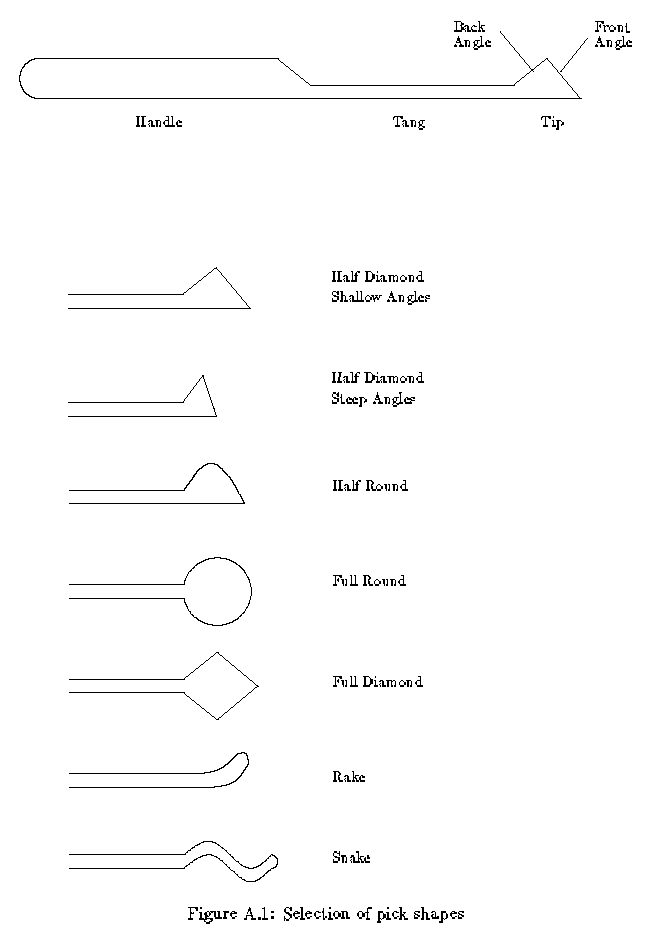 Back Front
Angle Angle
Handle Tang Tip
Half Diamond
Shallow Angles
Half Diamond
Steep Angles
Half Round
Full Round
Full Diamond
Rake
Snake
Figure A.1: Selection of pick shapes